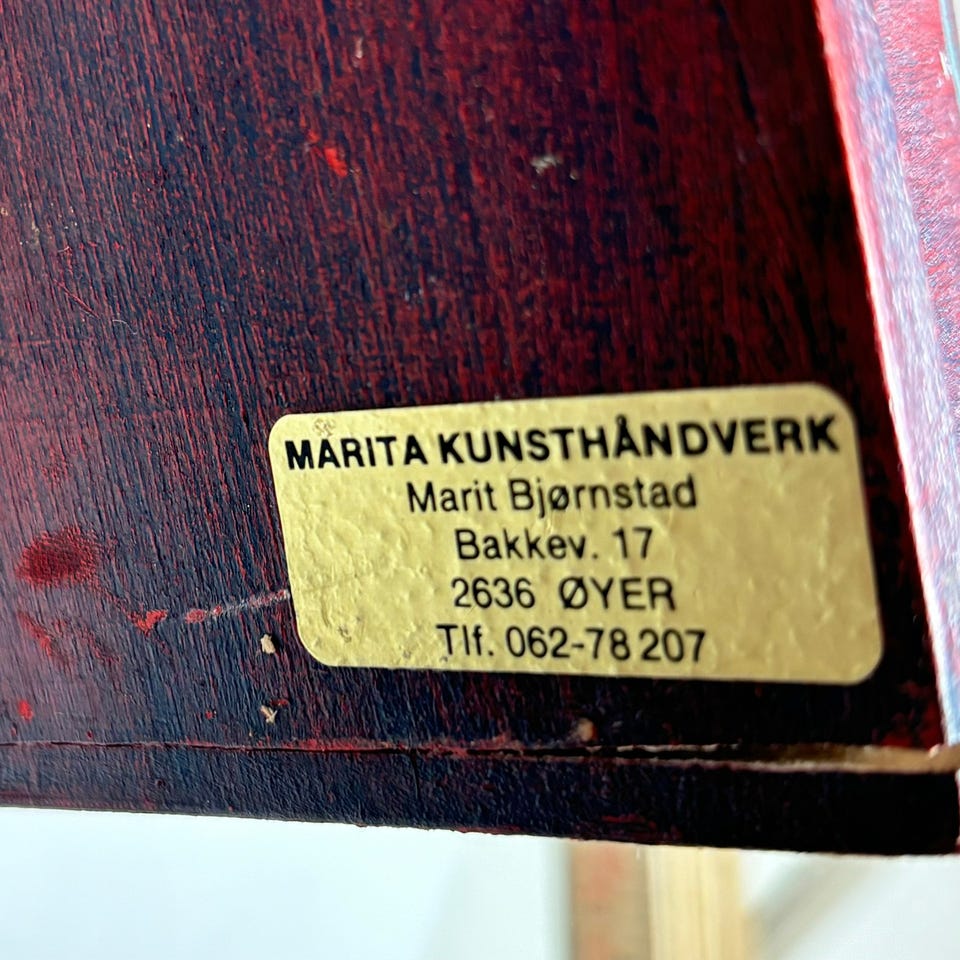 MARITA KUNSTHÅNDVERK
Marit Bjørnstad
Bakkev. 17
2636 ØYER
Tlf. 062-78 207